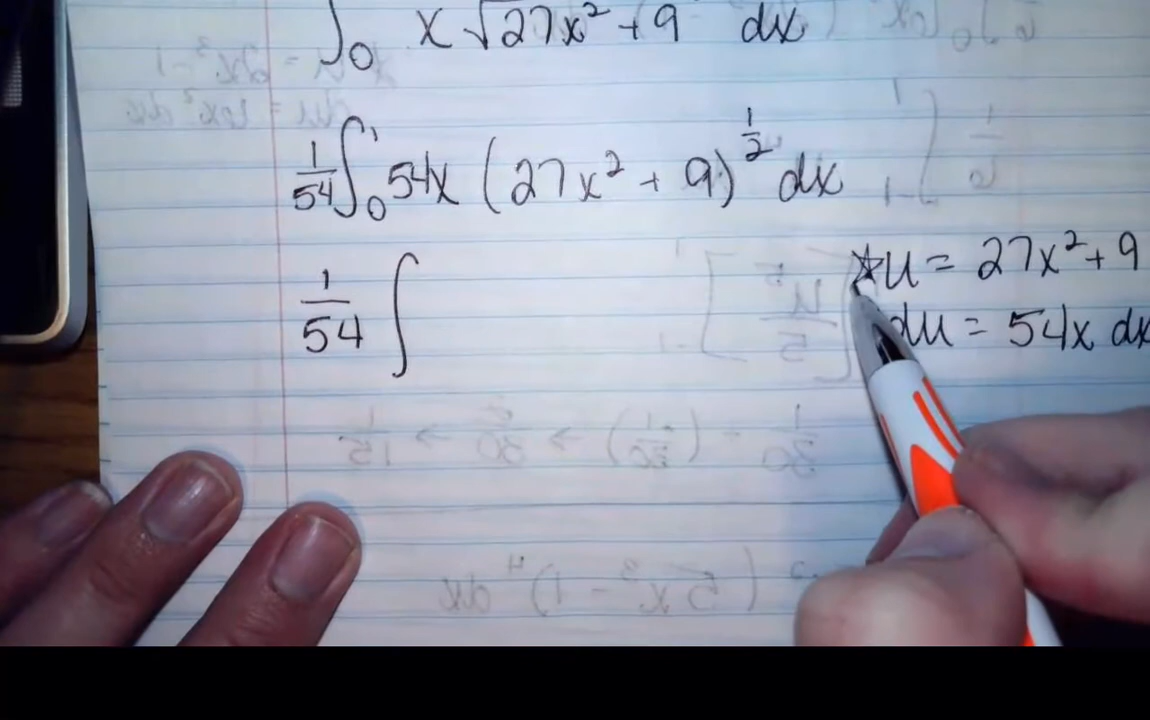 ∫₀ x √27x² + 9 dx
1/54 ∫₀¹ 54x (27x² + 9)^1/2 dx
☆u = 27x² + 9
1/54 ∫
du = 54x dx